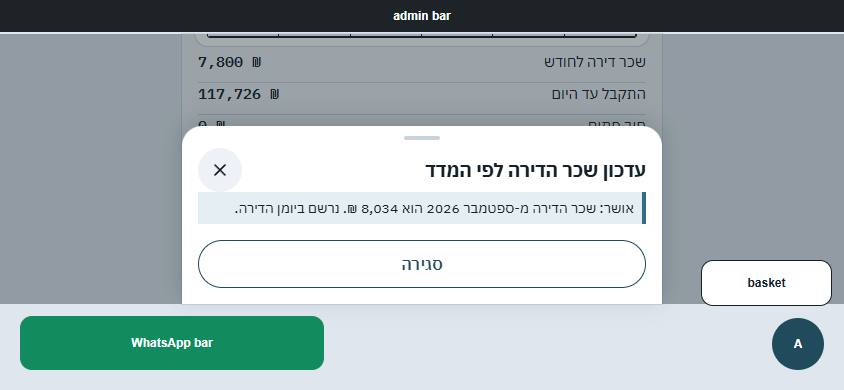 admin bar
שכר דירה לחודש 7,800 ₪
התקבל עד היום 117,726 ₪
עדכון שכר הדירה לפי המדד
אושר: שכר הדירה מ-ספטמבר 2026 הוא 8,034 ₪. נרשם ביומן הדירה.
סגירה
basket
WhatsApp bar
A